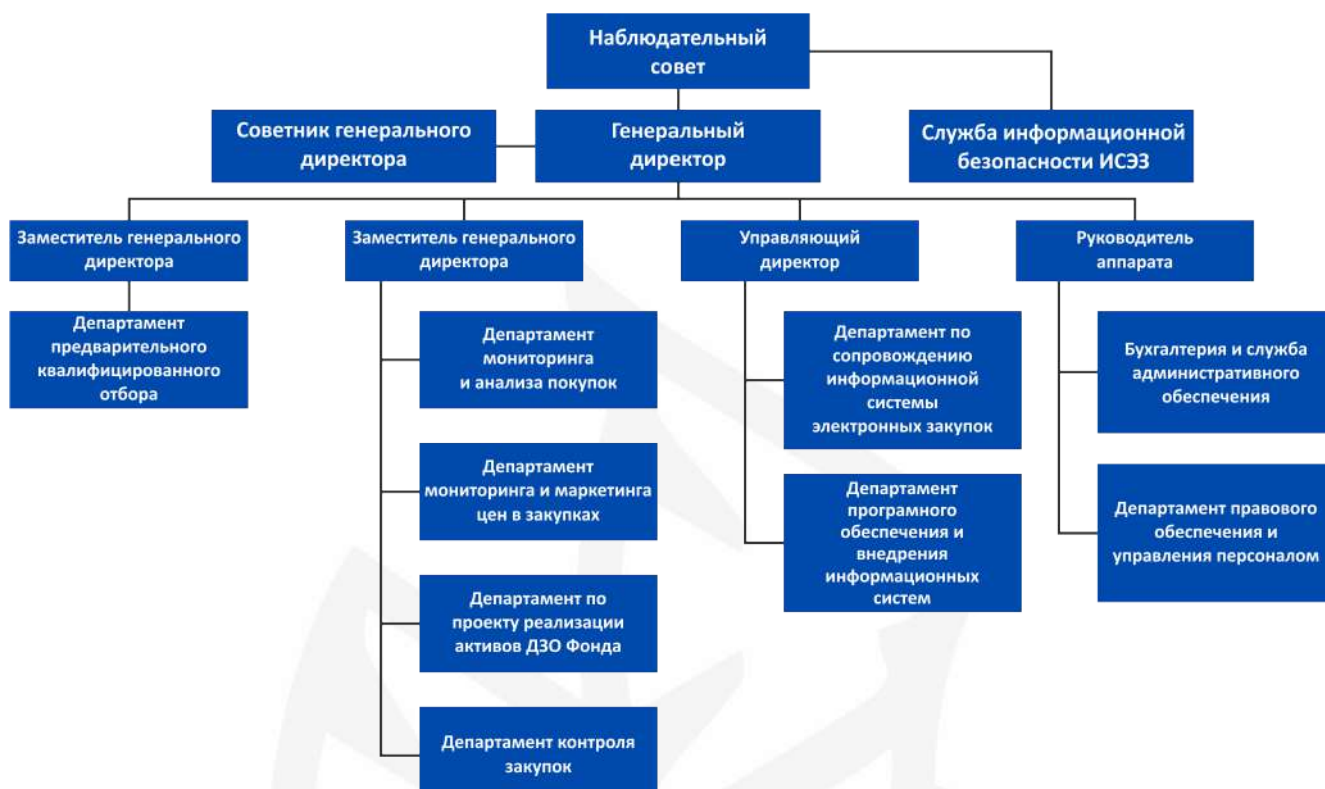 Наблюдательный
совет
Советник генерального
директора
Генеральный
директор
Служба информационной
безопасности ИСЭЗ
Заместитель генерального
директора
Заместитель генерального
директора
Управляющий
директор
Руководитель
аппарата
Департамент
предварительного
квалифицированного
отбора
Департамент
мониторинга
и анализа покупок
Департамент
мониторинга и маркетинга
цен в закупках
Департамент по
проекту реализации
активов ДЗО Фонда
Департамент контроля
закупок
Департамент по
сопровождению
информационной
системы
электронных закупок
Департамент
програмного
обеспечения и
внедрения
информационных
систем
Бухгалтерия и служба
административного
обеспечения
Департамент правового
обеспечения и
управления персоналом